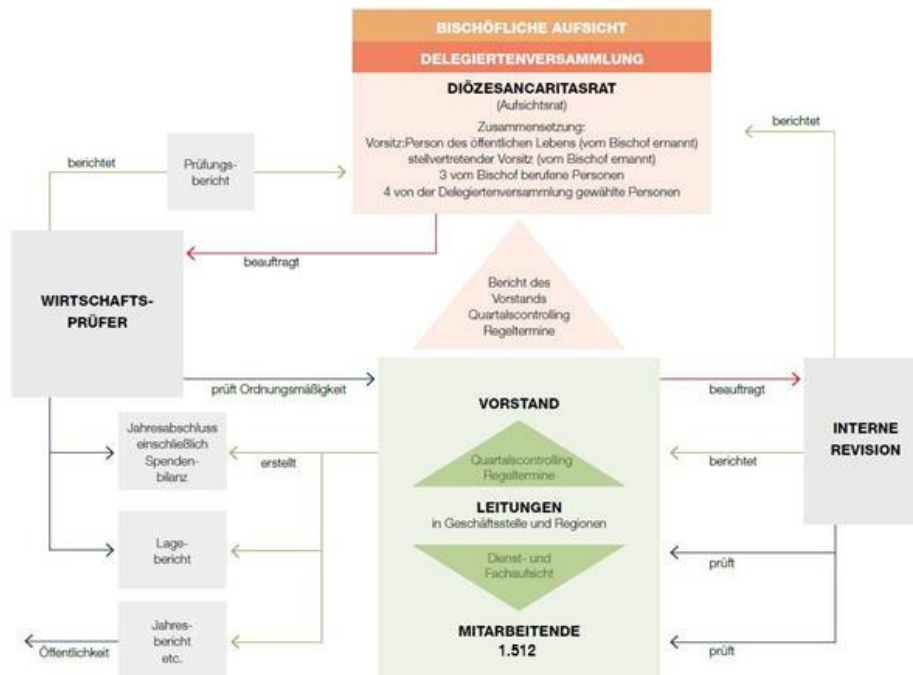 BISCHÖFLICHE AUFSICHT
DELEGIERTENVERSAMMLUNG
DIÖZESANCARITASRAT
(Aufsichtsrat)
Zusammensetzung:
Vorsitz:Person des öffentlichen Lebens (vom Bischof ernannt)
stellvertretender Vorsitz (vom Bischof ernannt)
3 vom Bischof berufene Personen
4 von der Delegiertenversammlung gewählte Personen
berichtet
berichtet
Prüfungs-
bericht
beauftragt
WIRTSCHAFTS-
PRÜFER
Bericht des
Vorstands
Quartalscontrolling
Regeltermine
prüft Ordnungsmäßigkeit
beauftragt
VORSTAND
Jahresabschluss
einschließlich
Spenden-
bilanz
erstellt
Quartalscontrolling
Regeltermine
berichtet
INTERNE
REVISION
LEITUNGEN
in Geschäftsstelle und Regionen
Lage-
bericht
Dienst- und
Fachaufsicht
prüft
Jahres-
bericht
etc.
Öffentlichkeit
MITARBEITENDE
1.512
prüft